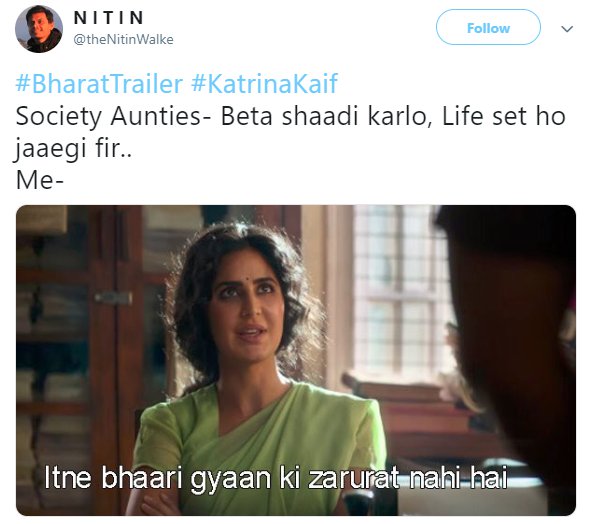 N I T I N
@theNitinWalke
Follow
#BharatTrailer #KatrinaKaif
Society Aunties- Beta shaadi karlo, Life set ho
jaaegi fir..
Me-
Itne bhaari gyaan ki zarurat nahi hai